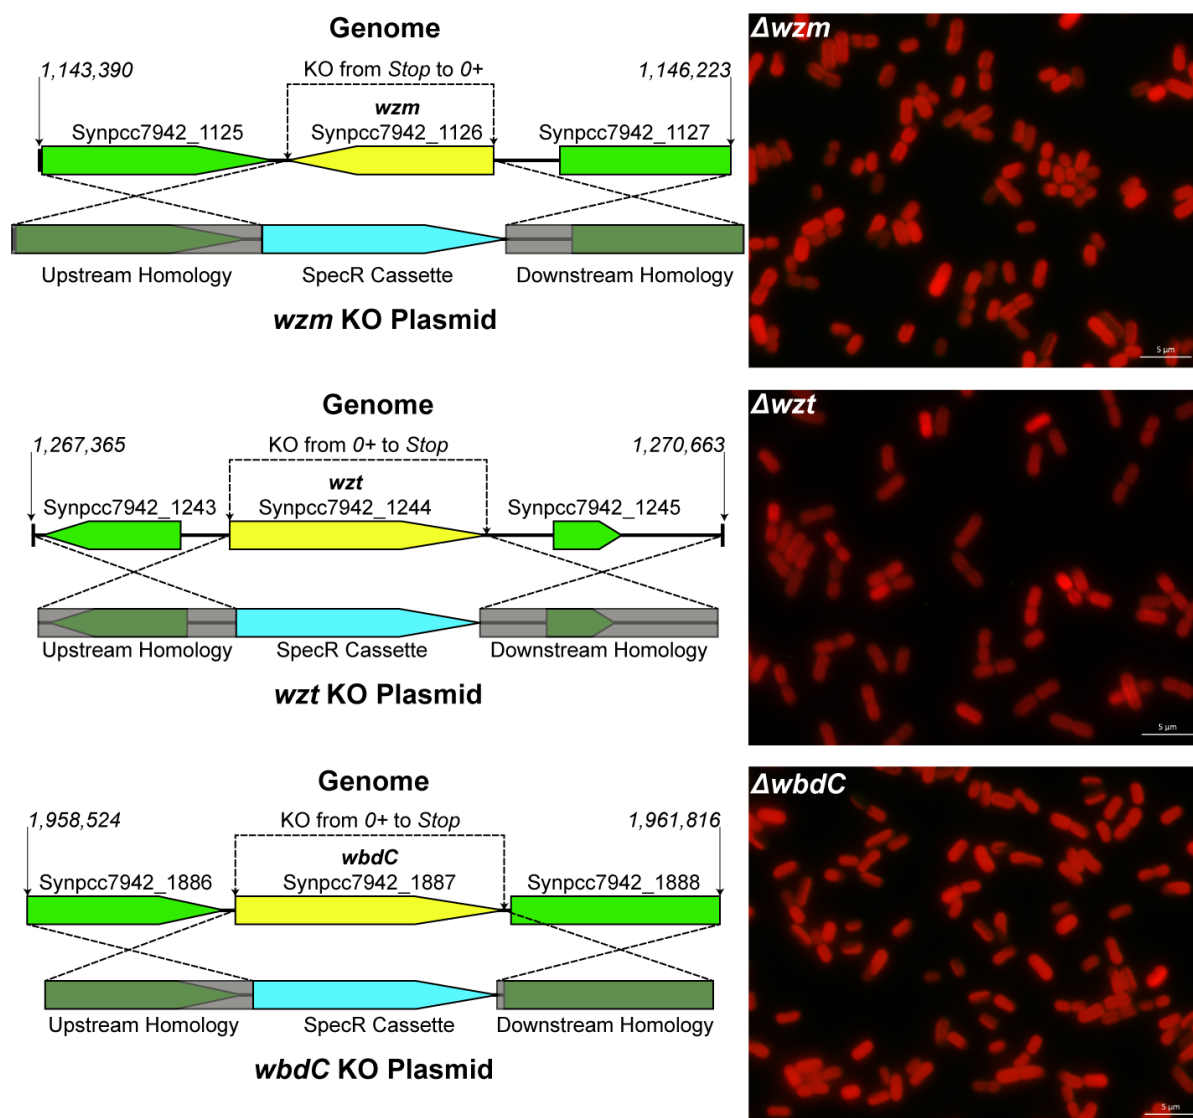 Genome
1,143,390
KO from Stop to 0+
1,146,223
wzm
Synpcc7942_1125
Synpcc7942_1126
Synpcc7942_1127
Upstream Homology
SpecR Cassette
Downstream Homology
wzm KO Plasmid
Δwzm
5 µm
Genome
1,267,365
KO from 0+ to Stop
1,270,663
wzt
Synpcc7942_1243
Synpcc7942_1244
Synpcc7942_1245
Upstream Homology
SpecR Cassette
Downstream Homology
wzt KO Plasmid
Δwzt
5 µm
Genome
1,958,524
KO from 0+ to Stop
1,961,816
wbdC
Synpcc7942_1886
Synpcc7942_1887
Synpcc7942_1888
Upstream Homology
SpecR Cassette
Downstream Homology
wbdC KO Plasmid
ΔwbdC
5 µm